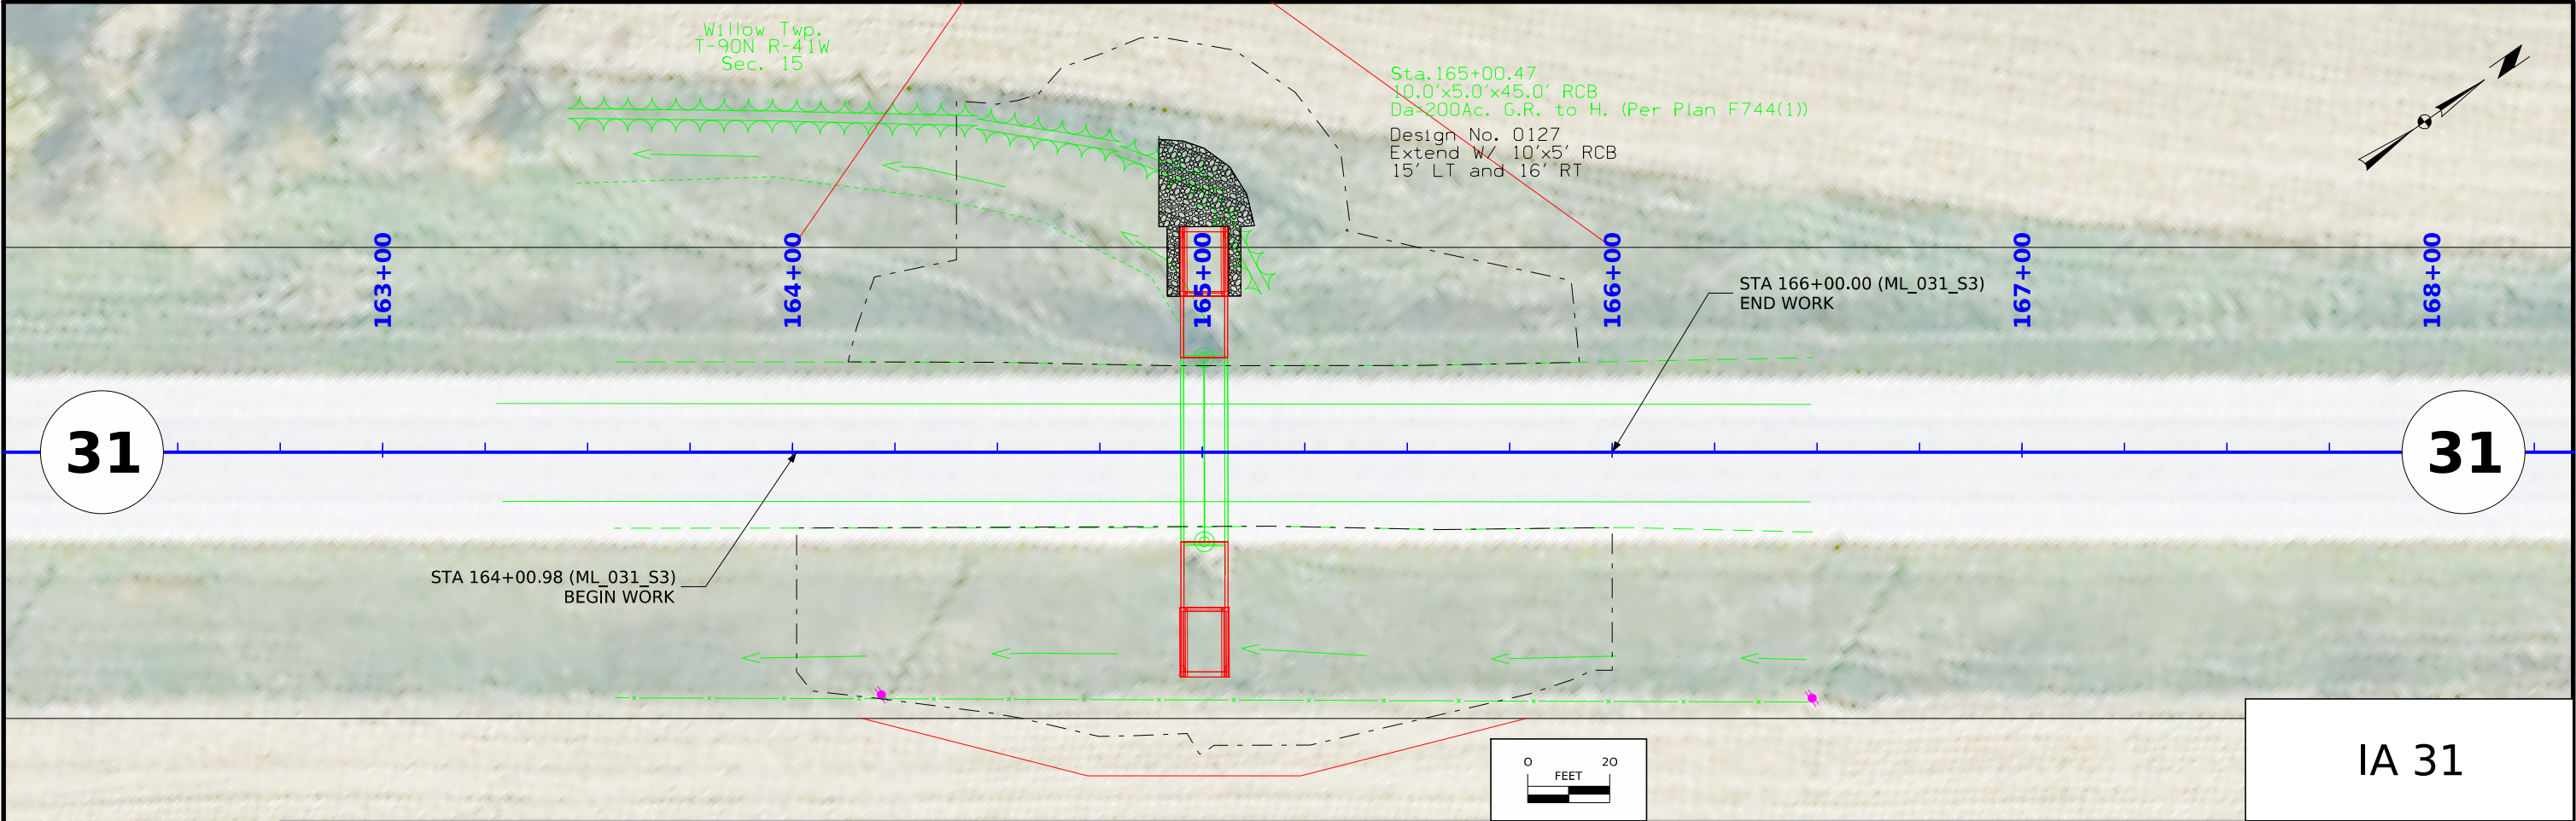 Willow Twp.
T-90N R-41W
Sec. 15
Sta.165+00.47
10.0'x5.0'x45.0' RCB
Da=200Ac. G.R. to H. (Per Plan F744(1))
Design No. 0127
Extend W/ 10'x5' RCB
15' LT and 16' RT
163+00
164+00
165+00
166+00
167+00
168+00
STA 166+00.00 (ML_031_S3)
END WORK
31
31
STA 164+00.98 (ML_031_S3)
BEGIN WORK
0 20
FEET
IA 31